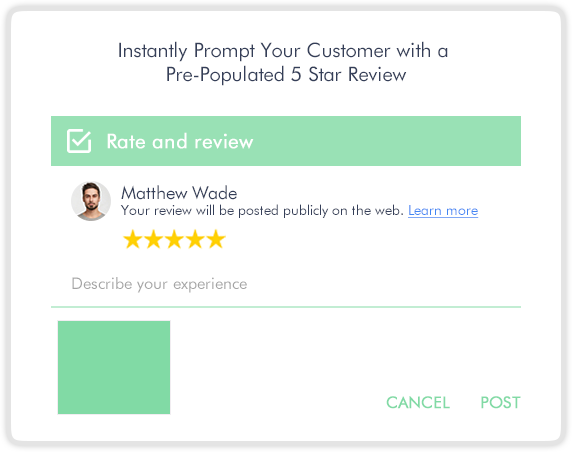 Instantly Prompt Your Customer with a
Pre-Populated 5 Star Review
Rate and review
Matthew Wade
Your review will be posted publicly on the web. Learn more
Describe your experience
CANCEL POST